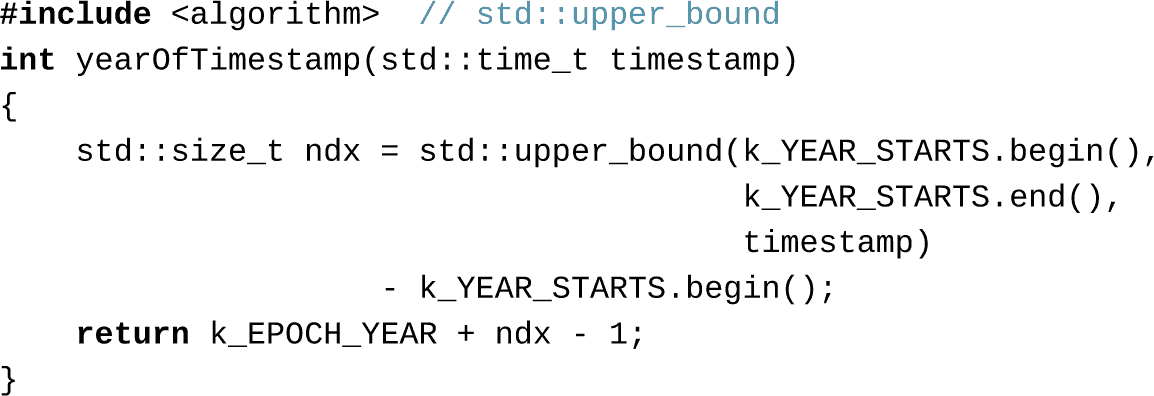 #include <algorithm>  // std::upper_bound
int yearOfTimestamp(std::time_t timestamp)
{
    std::size_t ndx = std::upper_bound(k_YEAR_STARTS.begin(),
                                       k_YEAR_STARTS.end(),
                                       timestamp)
                    - k_YEAR_STARTS.begin();
    return k_EPOCH_YEAR + ndx - 1;
}